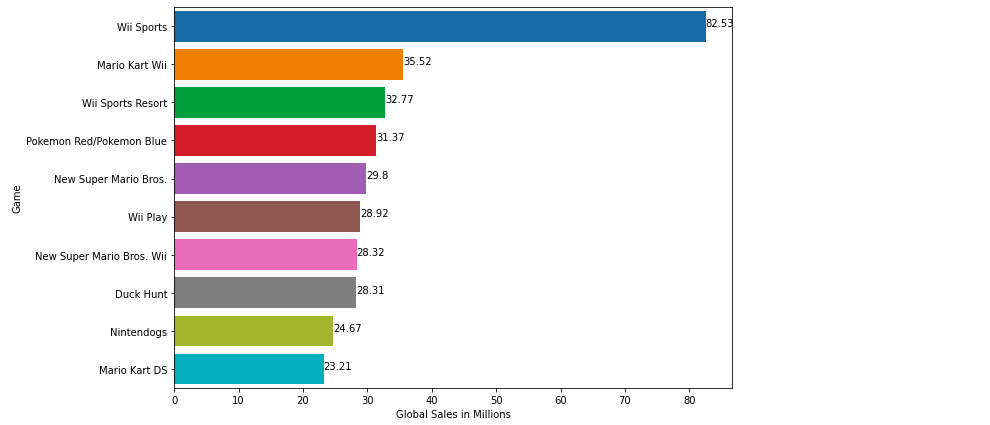 Wii Sports 82.53
Mario Kart Wii 35.52
Wii Sports Resort 32.77
Pokemon Red/Pokemon Blue 31.37
New Super Mario Bros. 29.8
Game
Wii Play 28.92
New Super Mario Bros. Wii 28.32
Duck Hunt 28.31
Nintendogs 24.67
Mario Kart DS 23.21
0 10 20 30 40 50 60 70 80
Global Sales in Millions